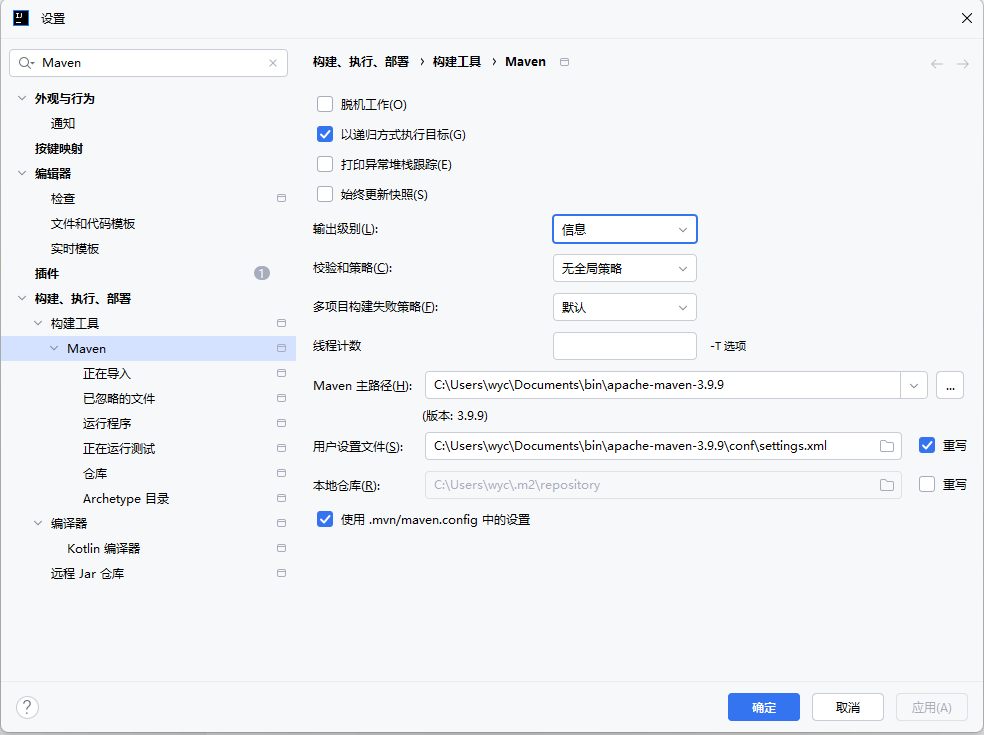 设置
Maven
外观与行为
通知
按键映射
编辑器
检查
文件和代码模板
实时模板
插件 1
构建、执行、部署
构建工具
Maven
正在导入
已忽略的文件
运行程序
正在运行测试
仓库
Archetype 目录
编译器
Kotlin 编译器
远程 Jar 仓库
构建、执行、部署 › 构建工具 › Maven
脱机工作(O)
以递归方式执行目标(G)
打印异常堆栈跟踪(E)
始终更新快照(S)
输出级别(L): 信息
校验和策略(C): 无全局策略
多项目构建失败策略(F): 默认
线程计数 -T 选项
Maven 主路径(H): C:\Users\wyc\Documents\bin\apache-maven-3.9.9 ...
(版本: 3.9.9)
用户设置文件(S): C:\Users\wyc\Documents\bin\apache-maven-3.9.9\conf\settings.xml 重写
本地仓库(R): C:\Users\wyc\.m2\repository 重写
使用 .mvn/maven.config 中的设置
? 确定 取消 应用(A)